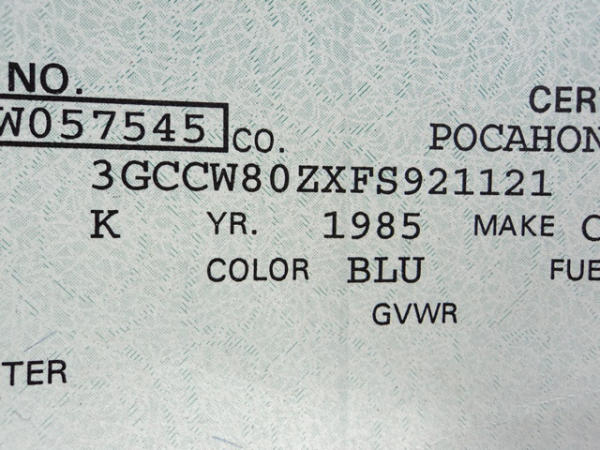 NO.
W057545 CO. POCAHON
CER
3GCCW80ZXFS921121
K YR. 1985 MAKE C
COLOR BLU FUE
GVWR
TER